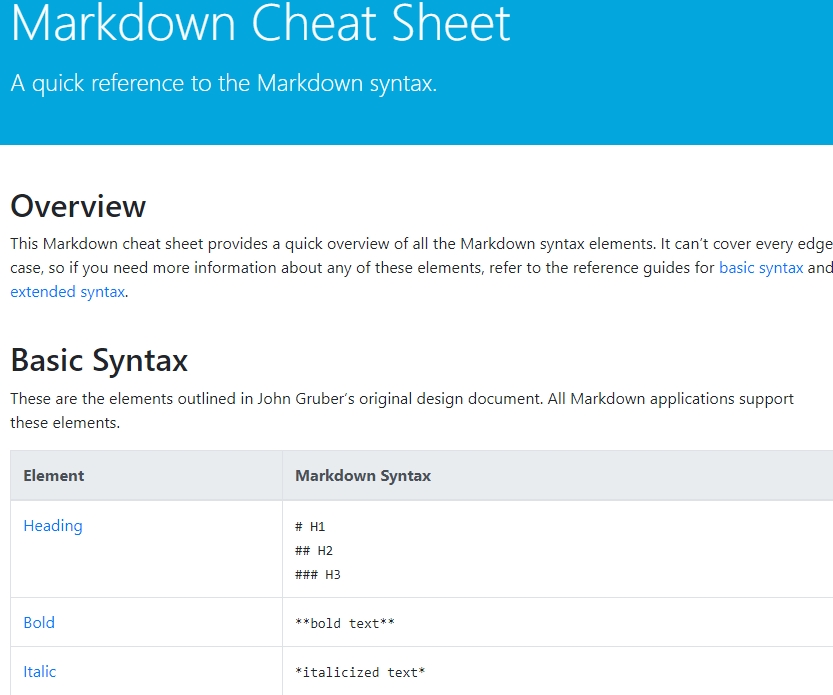 Markdown Cheat Sheet
A quick reference to the Markdown syntax.
Overview
This Markdown cheat sheet provides a quick overview of all the Markdown syntax elements. It can’t cover every edge
case, so if you need more information about any of these elements, refer to the reference guides for basic syntax and
extended syntax.
Basic Syntax
These are the elements outlined in John Gruber’s original design document. All Markdown applications support
these elements.
Element Markdown Syntax
Heading # H1
## H2
### H3
Bold **bold text**
Italic *italicized text*